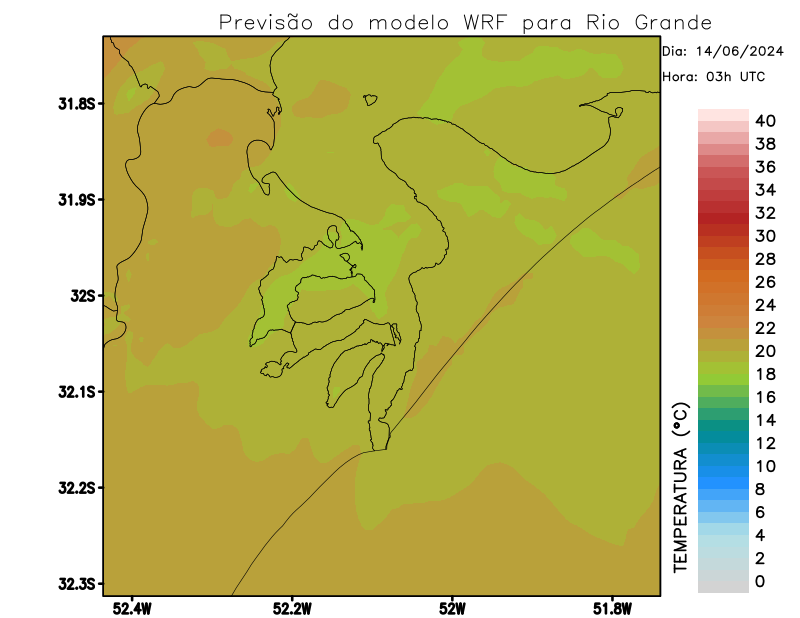 Previsão do modelo WRF para Rio Grande
Dia: 14/06/2024
Hora: 03h UTC
31.8S
31.9S
32S
32.1S
32.2S
32.3S
52.4W
52.2W
52W
51.8W
TEMPERATURA (°C)
40
38
36
34
32
30
28
26
24
22
20
18
16
14
12
10
8
6
4
2
0